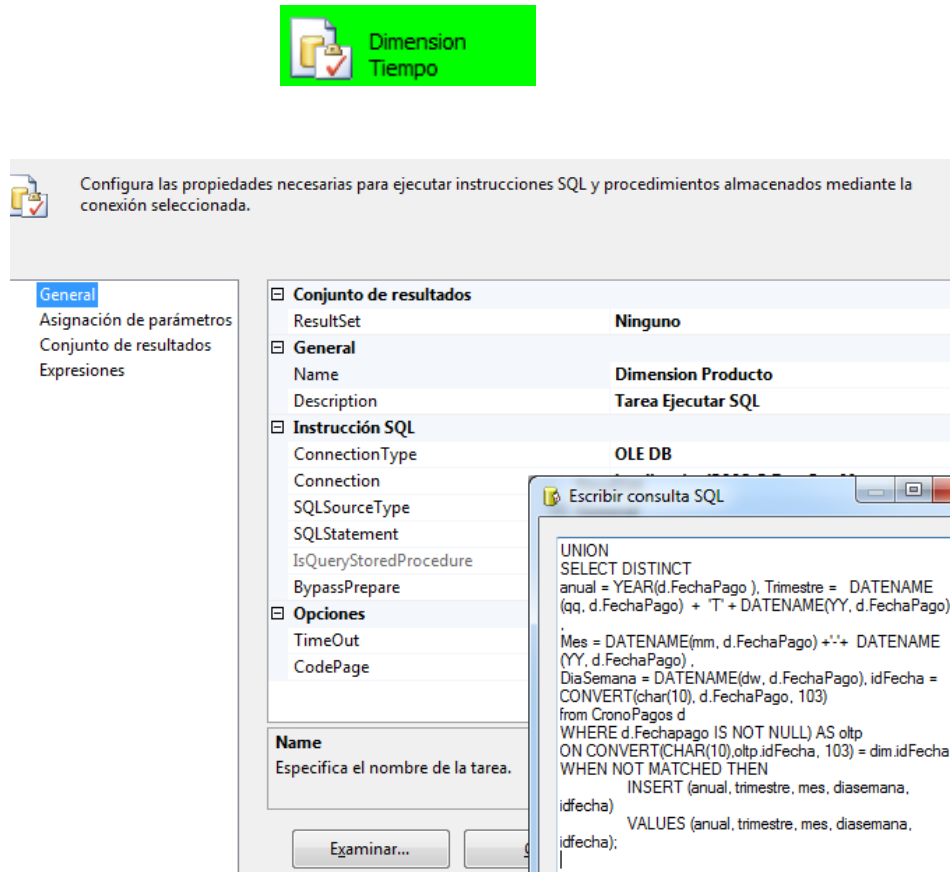 Dimension
Tiempo
Configura las propiedades necesarias para ejecutar instrucciones SQL y procedimientos almacenados mediante la
conexión seleccionada.
General
Asignación de parámetros
Conjunto de resultados
Expresiones
Conjunto de resultados
ResultSet Ninguno
General
Name Dimension Producto
Description Tarea Ejecutar SQL
Instrucción SQL
ConnectionType OLE DB
Connection
SQLSourceType
SQLStatement
IsQueryStoredProcedure
BypassPrepare
Opciones
TimeOut
CodePage
Name
Especifica el nombre de la tarea.
Examinar...
Escribir consulta SQL
UNION
SELECT DISTINCT
anual = YEAR(d.FechaPago ), Trimestre = DATENAME
(qq, d.FechaPago) + 'T' + DATENAME(YY, d.FechaPago)
,
Mes = DATENAME(mm, d.FechaPago) +'-'+ DATENAME
(YY, d.FechaPago) ,
DiaSemana = DATENAME(dw, d.FechaPago), idFecha =
CONVERT(char(10), d.FechaPago, 103)
from CronoPagos d
WHERE d.Fechapago IS NOT NULL) AS oltp
ON CONVERT(CHAR(10),oltp.idFecha, 103) = dim.idFecha
WHEN NOT MATCHED THEN
INSERT (anual, trimestre, mes, diasemana,
idfecha)
VALUES (anual, trimestre, mes, diasemana,
idfecha);